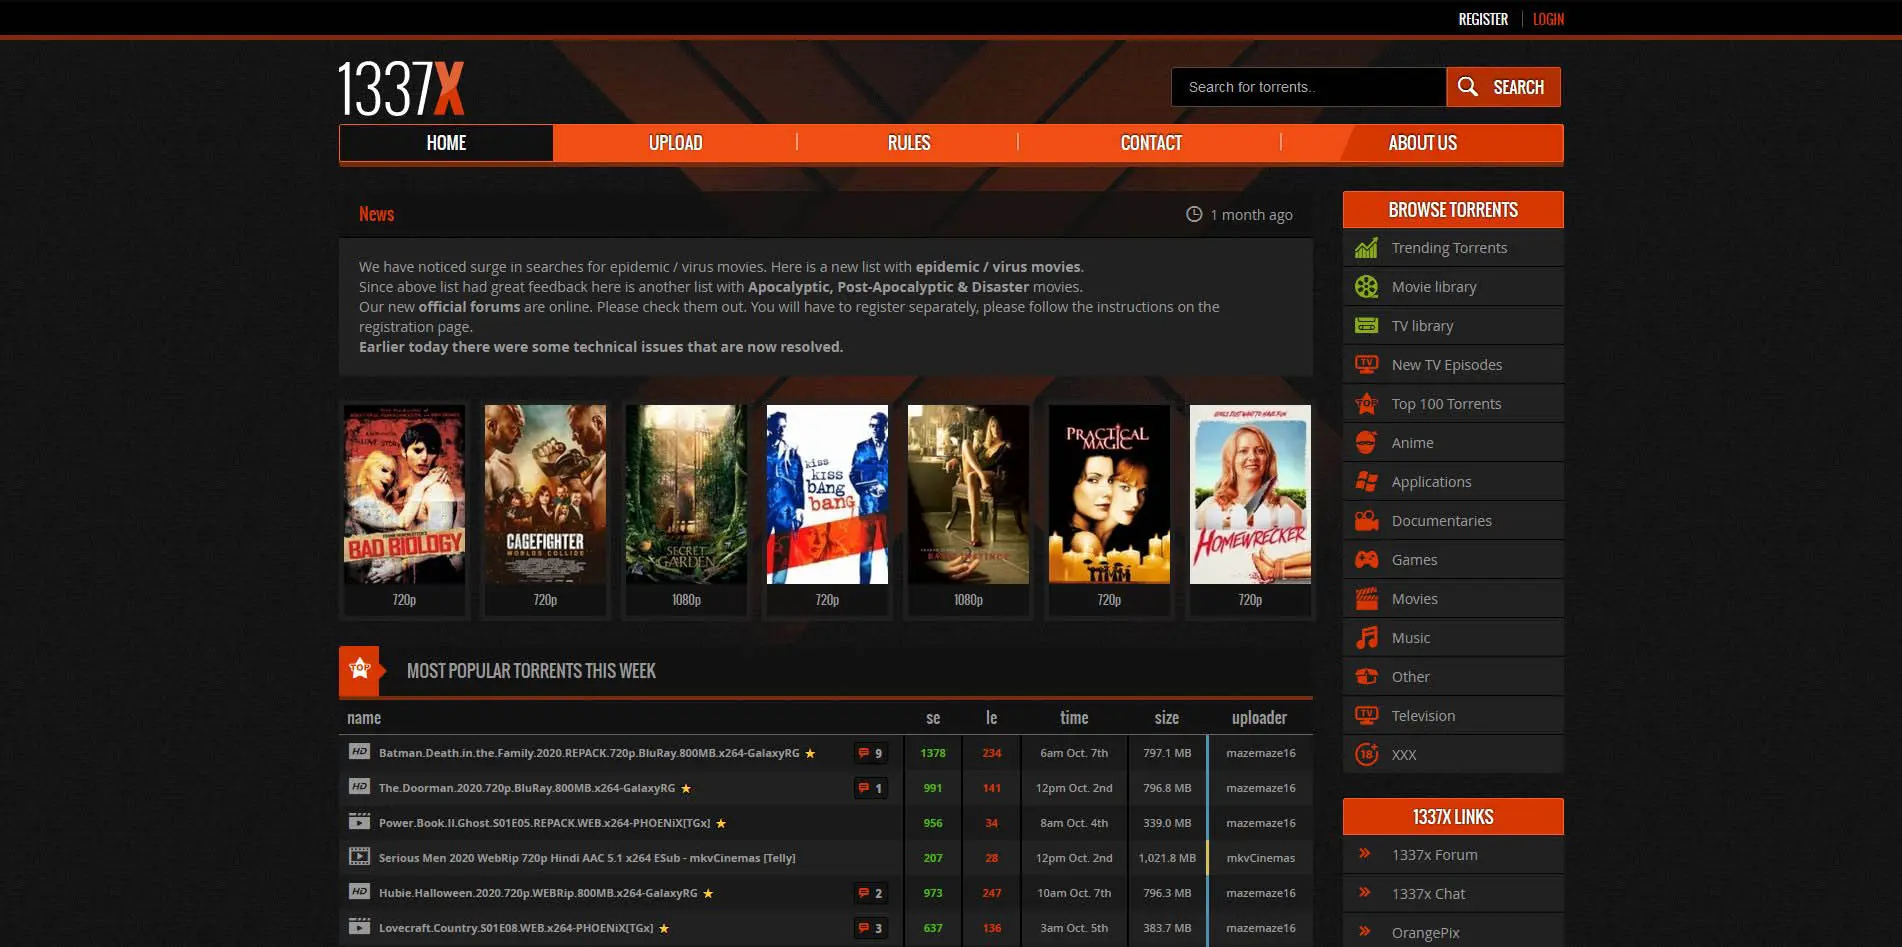 REGISTER
LOGIN
1337X
Search for torrents..
SEARCH
HOME
UPLOAD
RULES
CONTACT
ABOUT US
News
1 month ago
We have noticed surge in searches for epidemic / virus movies. Here is a new list with epidemic / virus movies.
Since above list had great feedback here is another list with Apocalyptic, Post-Apocalyptic & Disaster movies.
Our new official forums are online. Please check them out. You will have to register separately, please follow the instructions on the
registration page.
Earlier today there were some technical issues that are now resolved.
BAD BIOLOGY
720p
CAGEFIGHTER
WORLDS COLLIDE
720p
SECRET
GARDEN
1080p
kiss
kiss
bAng
bang
720p
1080p
PRACTICAL
MAGIC
720p
GIRLS JUST WANT TO HAVE FUN
HOMEWRECKER
720p
TOP
MOST POPULAR TORRENTS THIS WEEK
name se le time size uploader
HD Batman.Death.in.the.Family.2020.REPACK.720p.BluRay.800MB.x264-GalaxyRG 9 1378 234 6am Oct. 7th 797.1 MB mazemaze16
HD The.Doorman.2020.720p.BluRay.800MB.x264-GalaxyRG 1 991 141 12pm Oct. 2nd 796.8 MB mazemaze16
Power.Book.II.Ghost.S01E05.REPACK.WEB.x264-PHOENiX[TGx] 956 34 8am Oct. 4th 339.0 MB mazemaze16
Serious Men 2020 WebRip 720p Hindi AAC 5.1 x264 ESub - mkvCinemas [Telly] 207 28 12pm Oct. 2nd 1,021.8 MB mkvCinemas
HD Hubie.Halloween.2020.720p.WEBRip.800MB.x264-GalaxyRG 2 973 247 10am Oct. 7th 796.3 MB mazemaze16
Lovecraft.Country.S01E08.WEB.x264-PHOENiX[TGx] 3 637 136 3am Oct. 5th 383.7 MB mazemaze16
BROWSE TORRENTS
Trending Torrents
Movie library
TV library
TV New TV Episodes
TOP Top 100 Torrents
Anime
Applications
Documentaries
Games
Movies
Music
Other
TV Television
18+ XXX
1337X LINKS
1337x Forum
1337x Chat
OrangePix